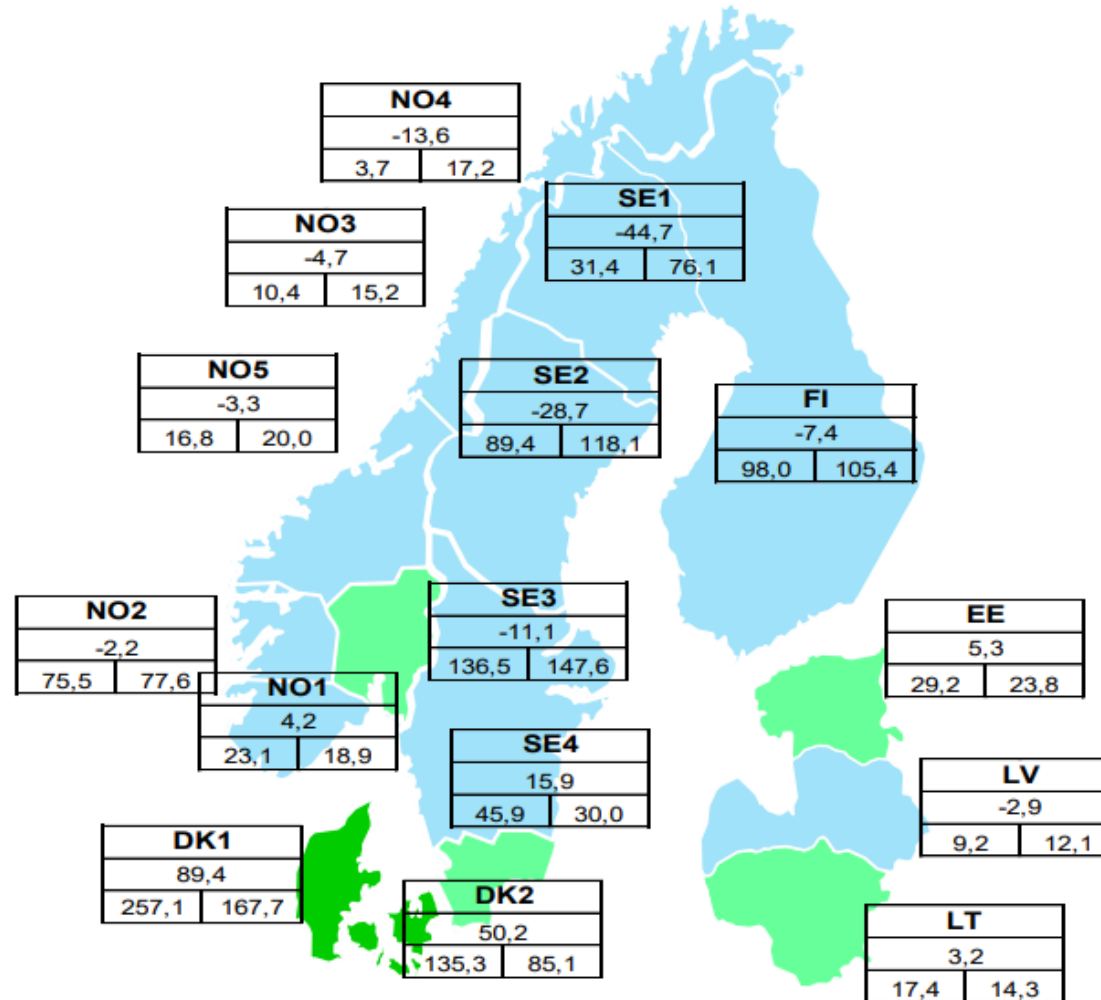 NO4
-13,6
3,7 17,2
SE1
-44,7
31,4 76,1
NO3
-4,7
10,4 15,2
NO5
-3,3
16,8 20,0
SE2
-28,7
89,4 118,1
FI
-7,4
98,0 105,4
NO2
-2,2
75,5 77,6
SE3
-11,1
136,5 147,6
EE
5,3
29,2 23,8
NO1
4,2
23,1 18,9
SE4
15,9
45,9 30,0
LV
-2,9
9,2 12,1
DK1
89,4
257,1 167,7
DK2
50,2
135,3 85,1
LT
3,2
17,4 14,3